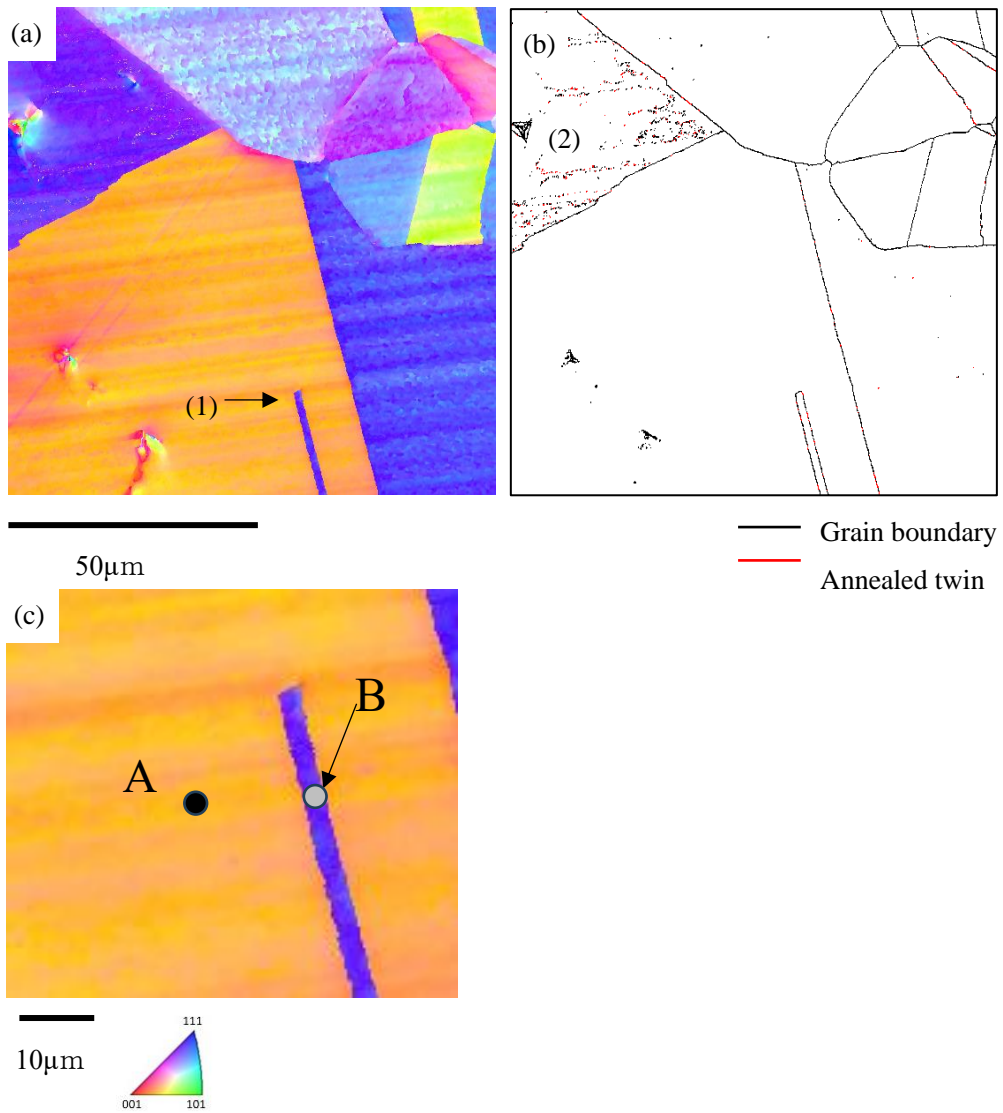 (a)
(1)
(b)
(2)
50μm
Grain boundary
Annealed twin
(c)
A
B
10μm
111
001
101